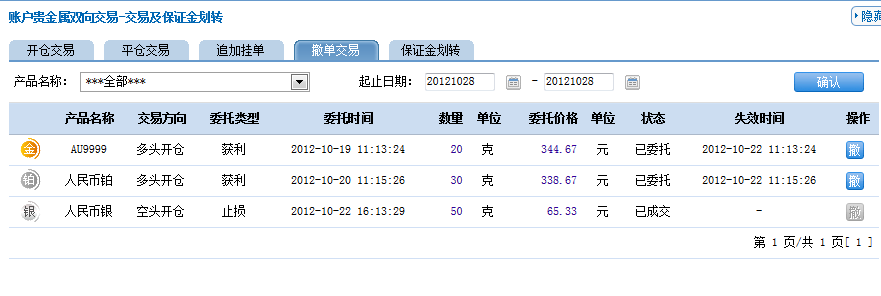 账户贵金属双向交易-交易及保证金划转
隐藏
开仓交易 平仓交易 追加挂单 撤单交易 保证金划转
产品名称： ***全部*** 起止日期： 20121028 - 20121028 确认
产品名称 交易方向 委托类型 委托时间 数量 单位 委托价格 单位 状态 失效时间 操作
金 AU9999 多头开仓 获利 2012-10-19 11:13:24 20 克 344.67 元 已委托 2012-10-22 11:13:24 撤
铂 人民币铂 多头开仓 获利 2012-10-20 11:15:26 30 克 338.67 元 已委托 2012-10-22 11:15:26 撤
银 人民币银 空头开仓 止损 2012-10-22 16:13:29 50 克 65.33 元 已成交 - 撤
第 1 页/共 1 页[ 1 ]